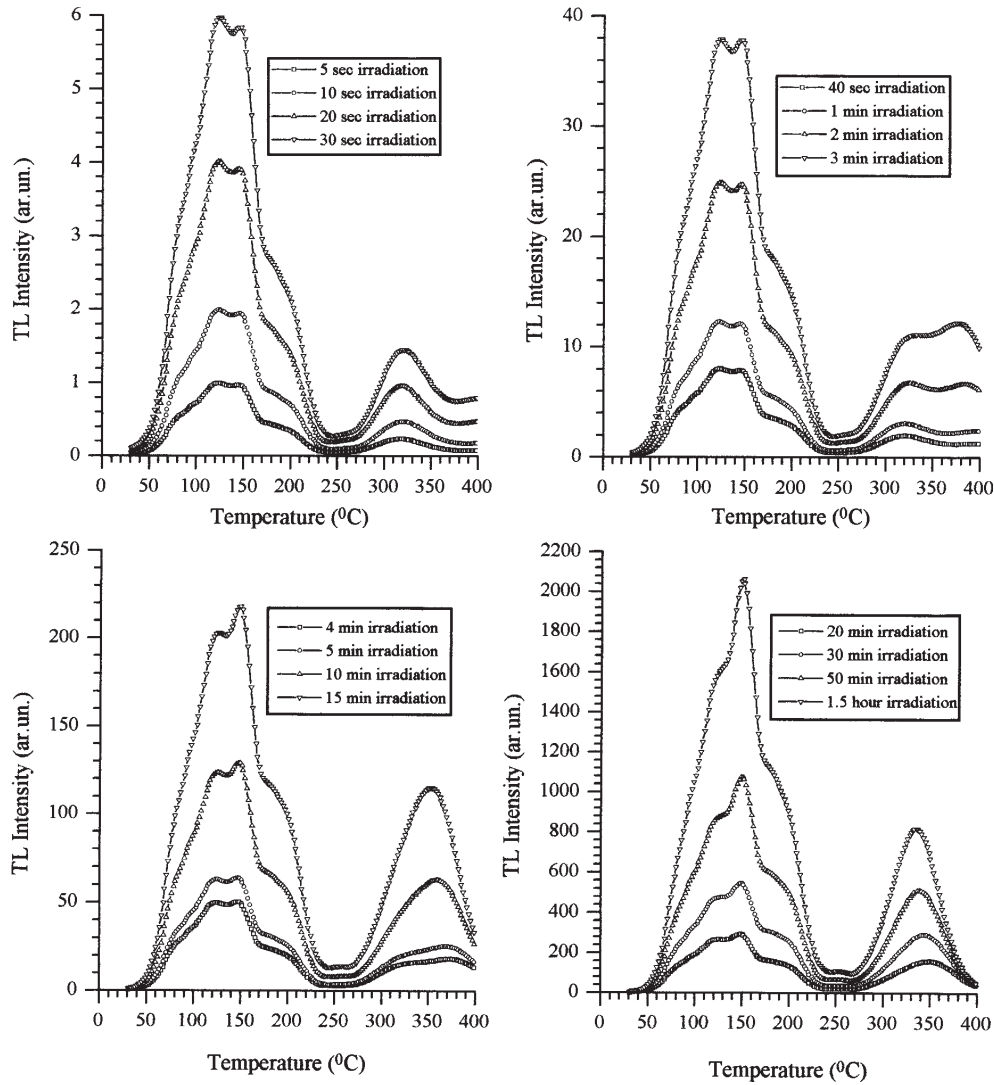 6
5
4
3
2
1
0
TL Intensity (ar.un.)
5 sec irradiation
10 sec irradiation
20 sec irradiation
30 sec irradiation
0 50 100 150 200 250 300 350 400
Temperature (⁰C)
40
30
20
10
0
TL Intensity (ar.un.)
40 sec irradiation
1 min irradiation
2 min irradiation
3 min irradiation
0 50 100 150 200 250 300 350 400
Temperature (⁰C)
250
200
150
100
50
0
TL Intensity (ar.un.)
4 min irradiation
5 min irradiation
10 min irradiation
15 min irradiation
0 50 100 150 200 250 300 350 400
Temperature (⁰C)
2200
2000
1800
1600
1400
1200
1000
800
600
400
200
0
TL Intensity (ar.un.)
20 min irradiation
30 min irradiation
50 min irradiation
1.5 hour irradiation
0 50 100 150 200 250 300 350 400
Temperature (⁰C)